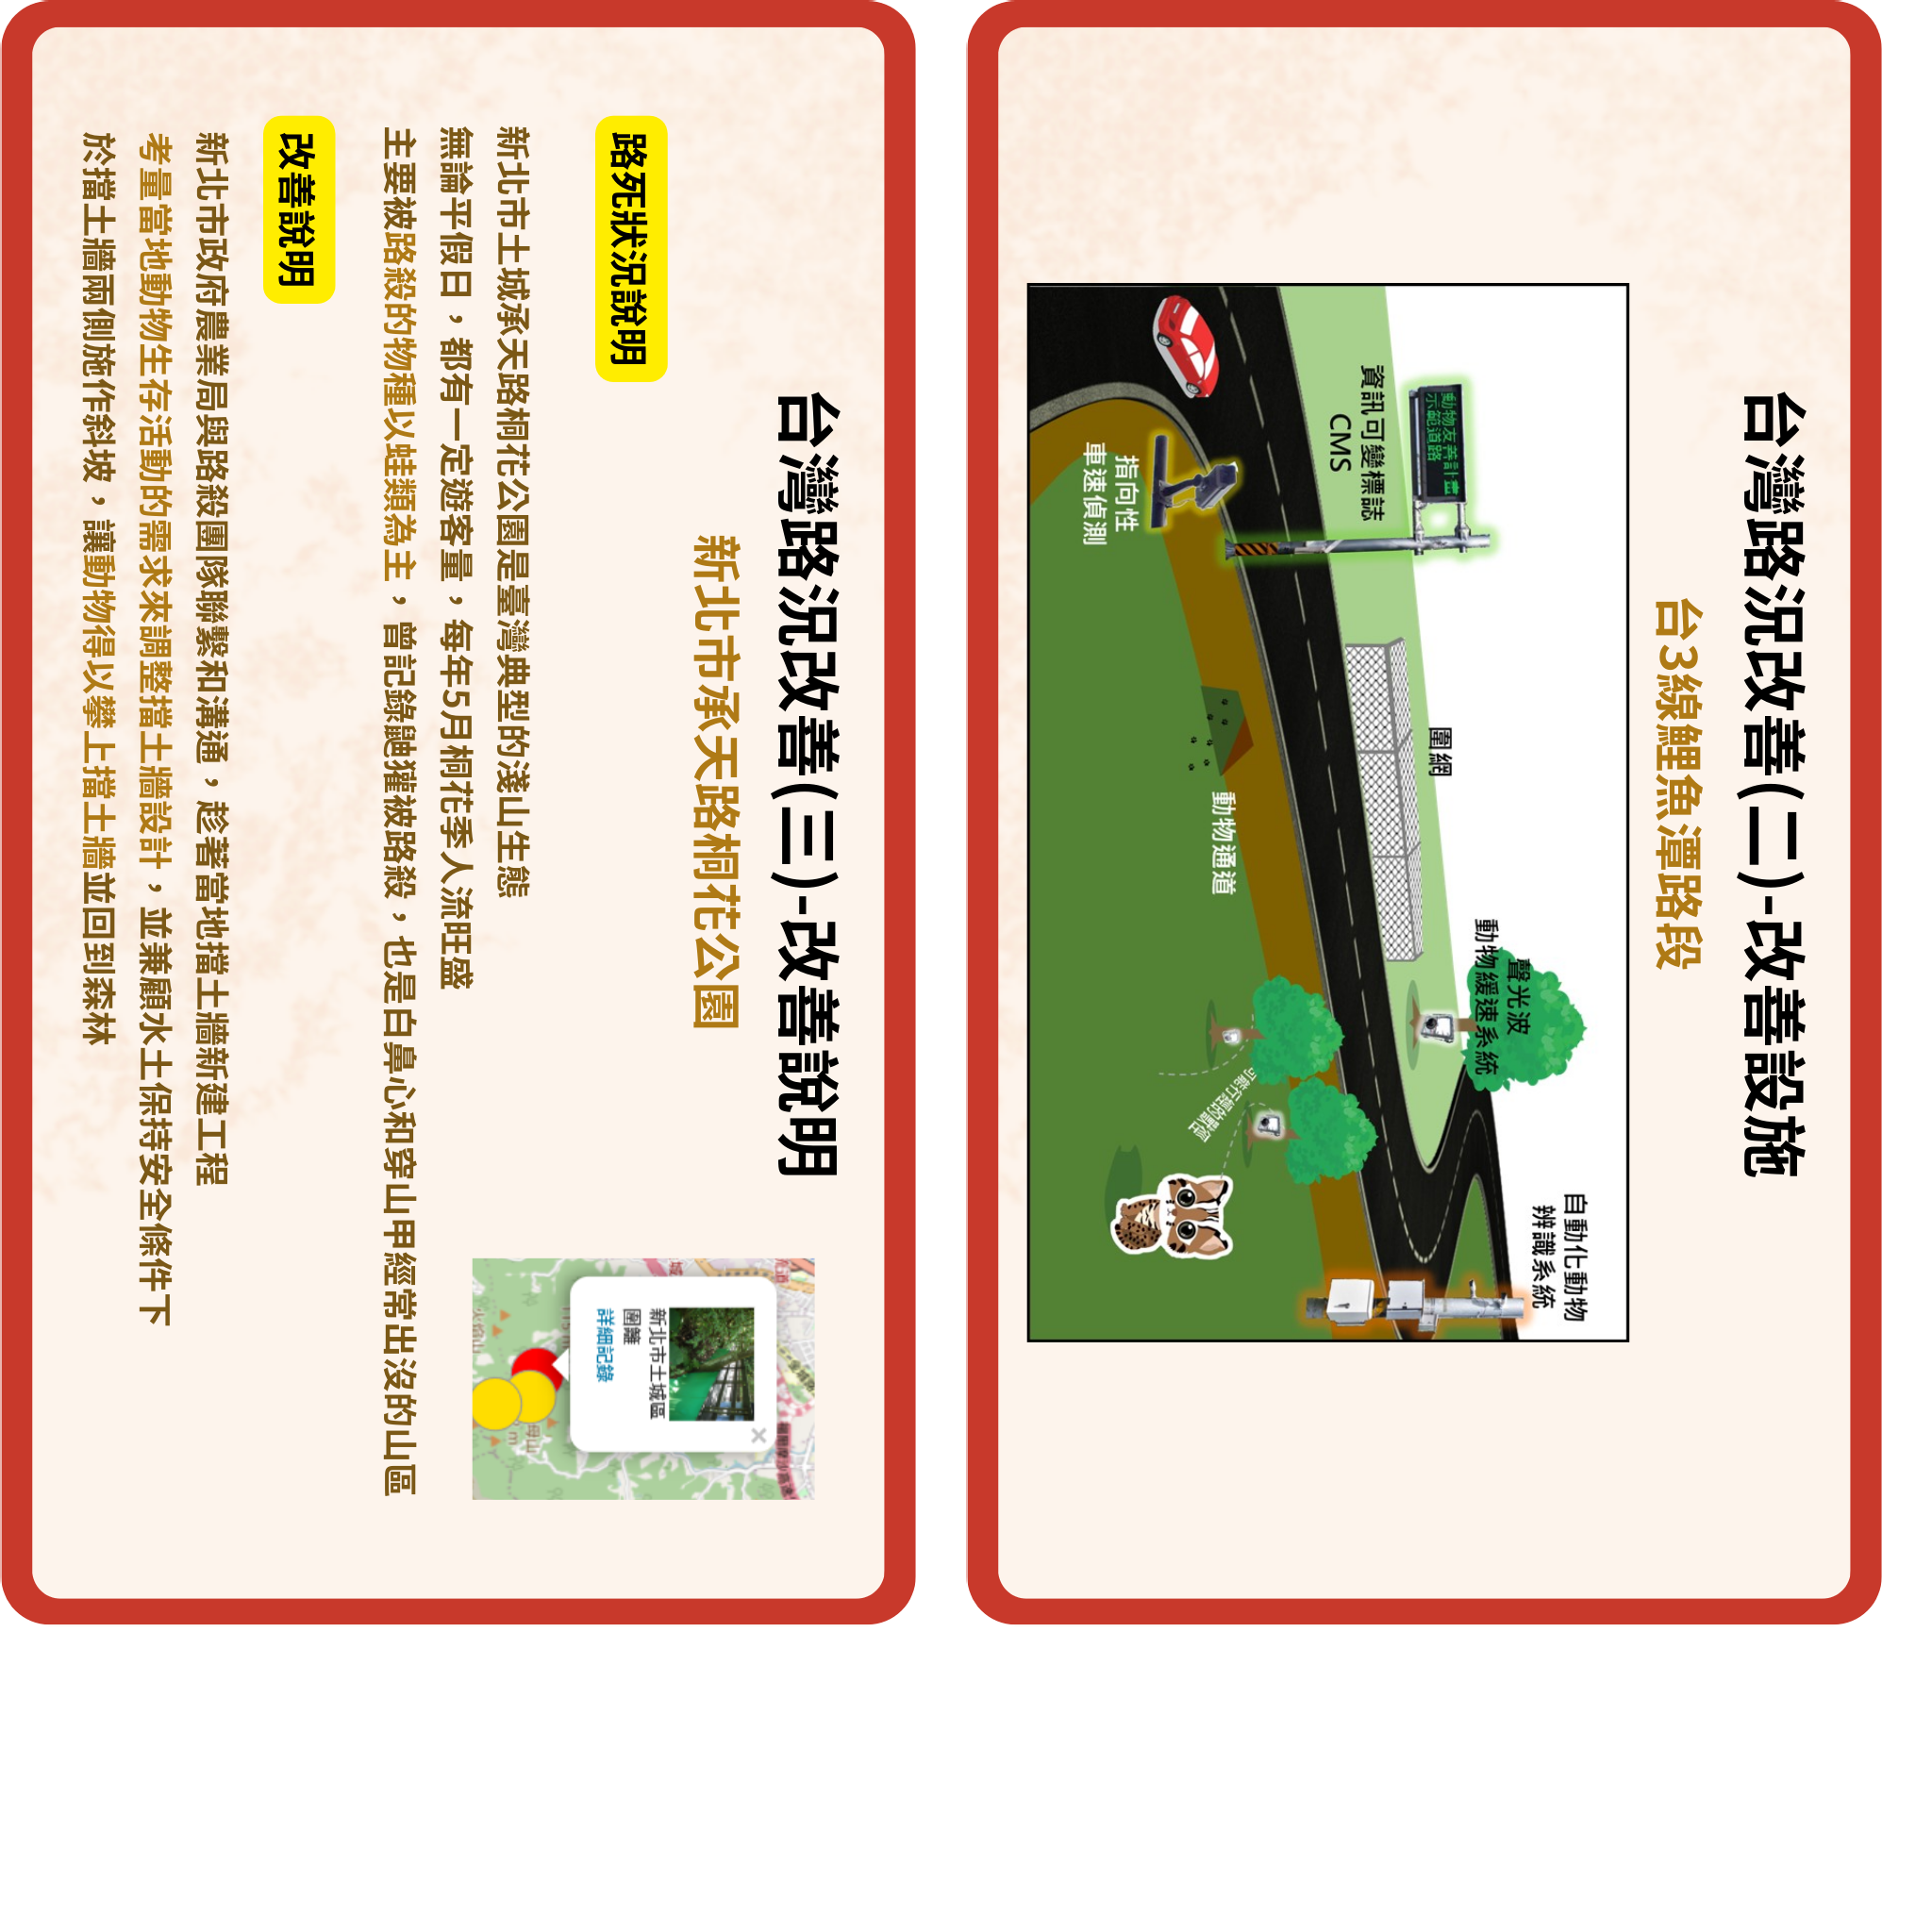 台灣路況改善(二)-改善設施
台3線鯉魚潭路段
動物友善計畫
示範道路
資訊可變標誌
CMS
指向性
車速偵測
圍網
動物通道
聲光波
動物緩速系統
可能行經的獸徑
自動化動物
辨識系統
台灣路況改善(三)-改善說明
新北市承天路桐花公園
路死狀況說明
新北市土城承天路桐花公園是臺灣典型的淺山生態
無論平假日，都有一定遊客量，每年5月桐花季人流旺盛
主要被路殺的物種以蛙類為主，曾記錄鼬獾被路殺，也是白鼻心和穿山甲經常出沒的山區
改善說明
新北市政府農業局與路殺團隊聯繫和溝通，趁著當地擋土牆新建工程
考量當地動物生存活動的需求來調整擋土牆設計，並兼顧水土保持安全條件下
於擋土牆兩側施作斜坡，讓動物得以攀上擋土牆並回到森林
新北市土城區
圍籬
詳細記錄
×